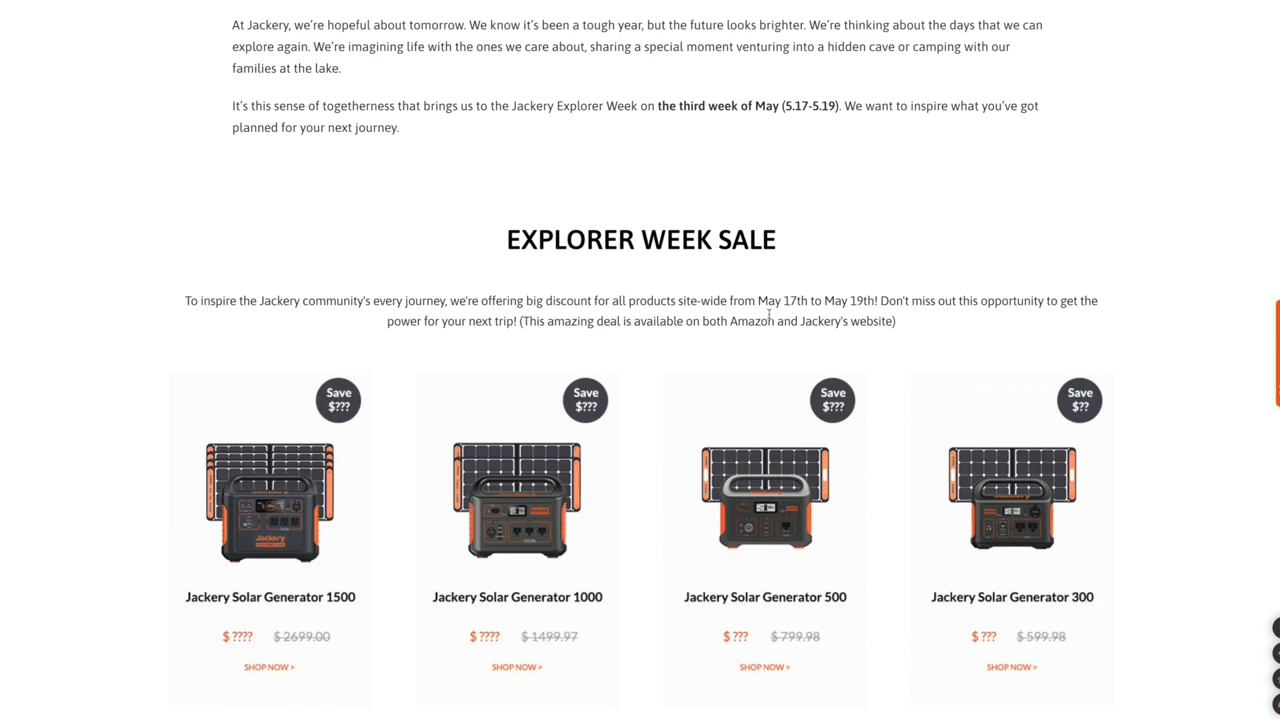 At Jackery, we're hopeful about tomorrow. We know it's been a tough year, but the future looks brighter. We're thinking about the days that we can
explore again. We're imagining life with the ones we care about, sharing a special moment venturing into a hidden cave or camping with our
families at the lake.
It's this sense of togetherness that brings us to the Jackery Explorer Week on the third week of May (5.17-5.19). We want to inspire what you've got
planned for your next journey.
EXPLORER WEEK SALE
To inspire the Jackery community's every journey, we're offering big discount for all products site-wide from May 17th to May 19th! Don't miss out this opportunity to get the
power for your next trip! (This amazing deal is available on both Amazon and Jackery's website)
Save $???
Save $???
Save $???
Save $??
Jackery
Jackery Solar Generator 1500
Jackery Solar Generator 1000
Jackery Solar Generator 500
Jackery Solar Generator 300
$ ???? $ 2699.00
$ ???? $ 1499.97
$ ??? $ 799.98
$ ??? $ 599.98
SHOP NOW >
SHOP NOW >
SHOP NOW >
SHOP NOW >